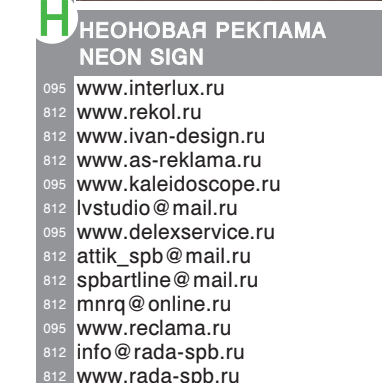 Н
НЕОНОВАЯ РЕКЛАМА
NEON SIGN
095 www.interlux.ru
812 www.rekol.ru
812 www.ivan-design.ru
812 www.as-reklama.ru
095 www.kaleidoscope.ru
812 lvstudio@mail.ru
095 www.delexservice.ru
812 attik_spb@mail.ru
812 spbartline@mail.ru
812 mnrq@online.ru
095 www.reclama.ru
812 info@rada-spb.ru
812 www.rada-spb.ru